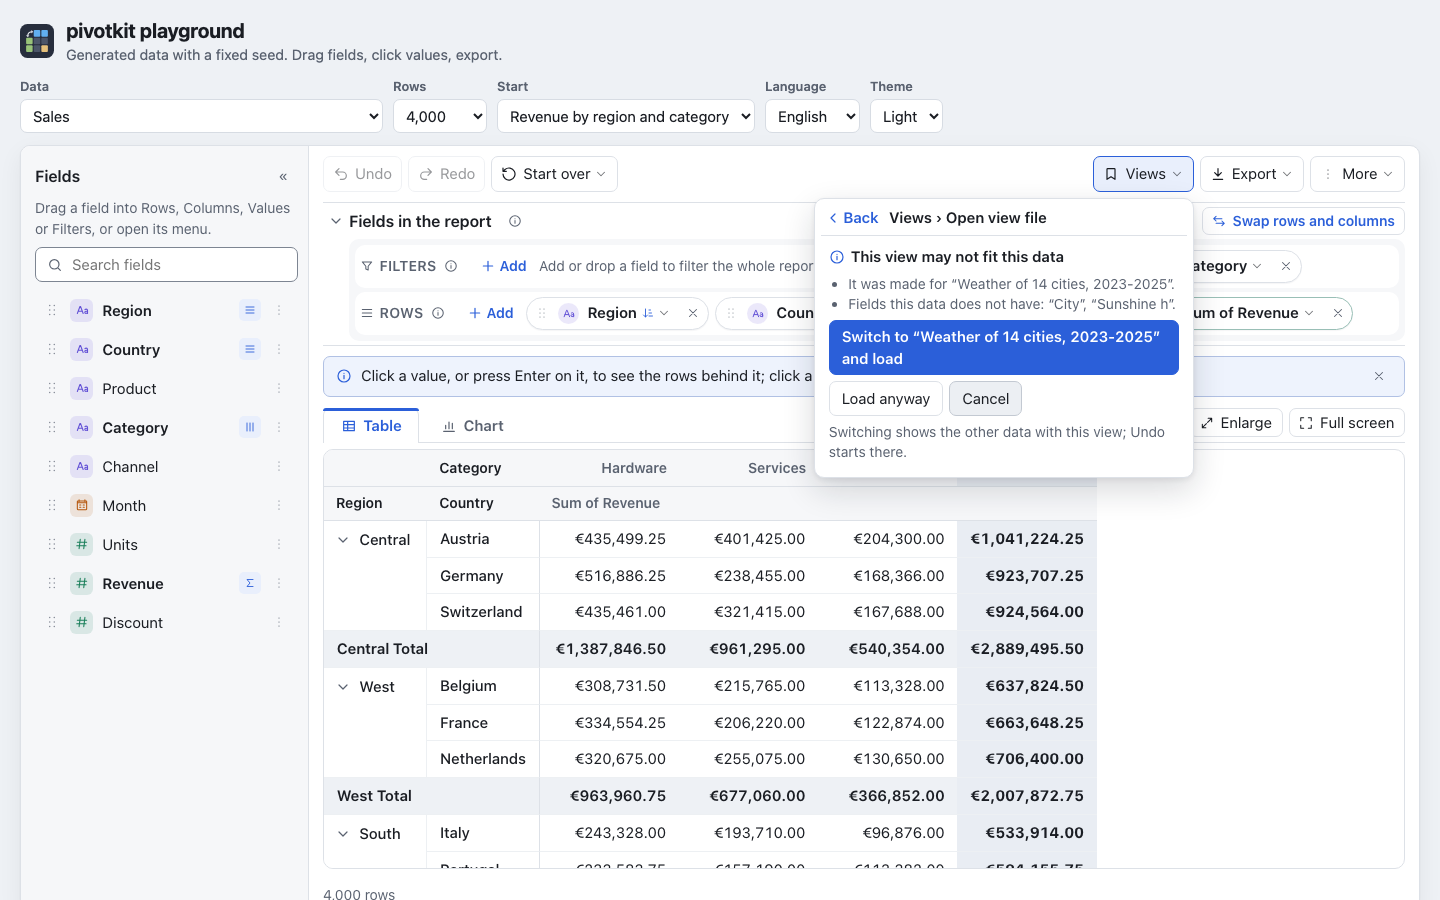 pivotkit playground
Generated data with a fixed seed. Drag fields, click values, export.
Data
Rows
Start
Language
Theme
Sales
4,000
Revenue by region and category
English
Light
Fields
«
Drag a field into Rows, Columns, Values
or Filters, or open its menu.
Search fields
Aa Region
Aa Country
Aa Product
Aa Category
Aa Channel
Month
# Units
# Revenue Σ
# Discount
Undo
Redo
Start over
Views
Export
More
Fields in the report
Swap rows and columns
FILTERS
+ Add
Add or drop a field to filter the whole repor
ategory
ROWS
+ Add
Aa Region
Aa Coun
um of Revenue
Back
Views › Open view file
This view may not fit this data
• It was made for “Weather of 14 cities, 2023-2025”.
• Fields this data does not have: “City”, “Sunshine h”.
Switch to “Weather of 14 cities, 2023-2025”
and load
Load anyway
Cancel
Switching shows the other data with this view; Undo
starts there.
Click a value, or press Enter on it, to see the rows behind it; click a
Table
Chart
Enlarge
Full screen
Category Hardware Services
Region Country Sum of Revenue
Central Austria €435,499.25 €401,425.00 €204,300.00 €1,041,224.25
Germany €516,886.25 €238,455.00 €168,366.00 €923,707.25
Switzerland €435,461.00 €321,415.00 €167,688.00 €924,564.00
Central Total €1,387,846.50 €961,295.00 €540,354.00 €2,889,495.50
West Belgium €308,731.50 €215,765.00 €113,328.00 €637,824.50
France €334,554.25 €206,220.00 €122,874.00 €663,648.25
Netherlands €320,675.00 €255,075.00 €130,650.00 €706,400.00
West Total €963,960.75 €677,060.00 €366,852.00 €2,007,872.75
South Italy €243,328.00 €193,710.00 €96,876.00 €533,914.00
4,000 rows